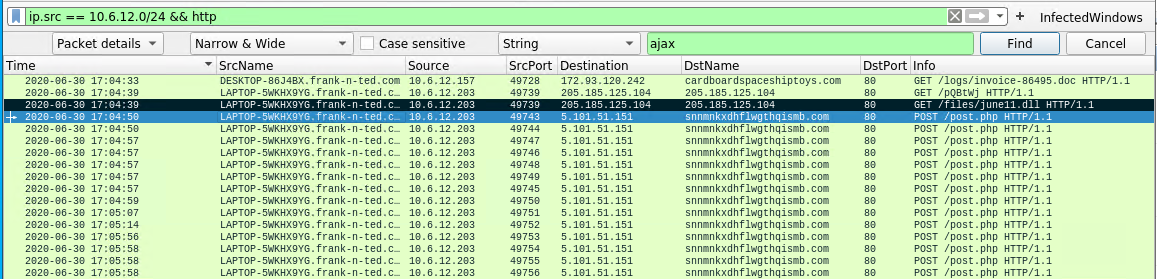 ip.src == 10.6.12.0/24 && http + InfectedWindows
Packet details Narrow & Wide Case sensitive String ajax Find Cancel
Time SrcName Source SrcPort Destination DstName DstPort Info
2020-06-30 17:04:33 DESKTOP-86J4BX.frank-n-ted.com 10.6.12.157 49728 172.93.120.242 cardboardspaceshiptoys.com 80 GET /logs/invoice-86495.doc HTTP/1.1
2020-06-30 17:04:39 LAPTOP-5WKHX9YG.frank-n-ted.c… 10.6.12.203 49739 205.185.125.104 205.185.125.104 80 GET /pQBtWj HTTP/1.1
2020-06-30 17:04:39 LAPTOP-5WKHX9YG.frank-n-ted.c… 10.6.12.203 49739 205.185.125.104 205.185.125.104 80 GET /files/june11.dll HTTP/1.1
2020-06-30 17:04:50 LAPTOP-5WKHX9YG.frank-n-ted.c… 10.6.12.203 49743 5.101.51.151 snnmnkxdhflwgthqismb.com 80 POST /post.php HTTP/1.1
2020-06-30 17:04:50 LAPTOP-5WKHX9YG.frank-n-ted.c… 10.6.12.203 49744 5.101.51.151 snnmnkxdhflwgthqismb.com 80 POST /post.php HTTP/1.1
2020-06-30 17:04:57 LAPTOP-5WKHX9YG.frank-n-ted.c… 10.6.12.203 49747 5.101.51.151 snnmnkxdhflwgthqismb.com 80 POST /post.php HTTP/1.1
2020-06-30 17:04:57 LAPTOP-5WKHX9YG.frank-n-ted.c… 10.6.12.203 49746 5.101.51.151 snnmnkxdhflwgthqismb.com 80 POST /post.php HTTP/1.1
2020-06-30 17:04:57 LAPTOP-5WKHX9YG.frank-n-ted.c… 10.6.12.203 49748 5.101.51.151 snnmnkxdhflwgthqismb.com 80 POST /post.php HTTP/1.1
2020-06-30 17:04:57 LAPTOP-5WKHX9YG.frank-n-ted.c… 10.6.12.203 49749 5.101.51.151 snnmnkxdhflwgthqismb.com 80 POST /post.php HTTP/1.1
2020-06-30 17:04:57 LAPTOP-5WKHX9YG.frank-n-ted.c… 10.6.12.203 49745 5.101.51.151 snnmnkxdhflwgthqismb.com 80 POST /post.php HTTP/1.1
2020-06-30 17:04:59 LAPTOP-5WKHX9YG.frank-n-ted.c… 10.6.12.203 49750 5.101.51.151 snnmnkxdhflwgthqismb.com 80 POST /post.php HTTP/1.1
2020-06-30 17:05:07 LAPTOP-5WKHX9YG.frank-n-ted.c… 10.6.12.203 49751 5.101.51.151 snnmnkxdhflwgthqismb.com 80 POST /post.php HTTP/1.1
2020-06-30 17:05:14 LAPTOP-5WKHX9YG.frank-n-ted.c… 10.6.12.203 49752 5.101.51.151 snnmnkxdhflwgthqismb.com 80 POST /post.php HTTP/1.1
2020-06-30 17:05:56 LAPTOP-5WKHX9YG.frank-n-ted.c… 10.6.12.203 49753 5.101.51.151 snnmnkxdhflwgthqismb.com 80 POST /post.php HTTP/1.1
2020-06-30 17:05:58 LAPTOP-5WKHX9YG.frank-n-ted.c… 10.6.12.203 49754 5.101.51.151 snnmnkxdhflwgthqismb.com 80 POST /post.php HTTP/1.1
2020-06-30 17:05:58 LAPTOP-5WKHX9YG.frank-n-ted.c… 10.6.12.203 49755 5.101.51.151 snnmnkxdhflwgthqismb.com 80 POST /post.php HTTP/1.1
2020-06-30 17:05:58 LAPTOP-5WKHX9YG.frank-n-ted.c… 10.6.12.203 49756 5.101.51.151 snnmnkxdhflwgthqismb.com 80 POST /post.php HTTP/1.1